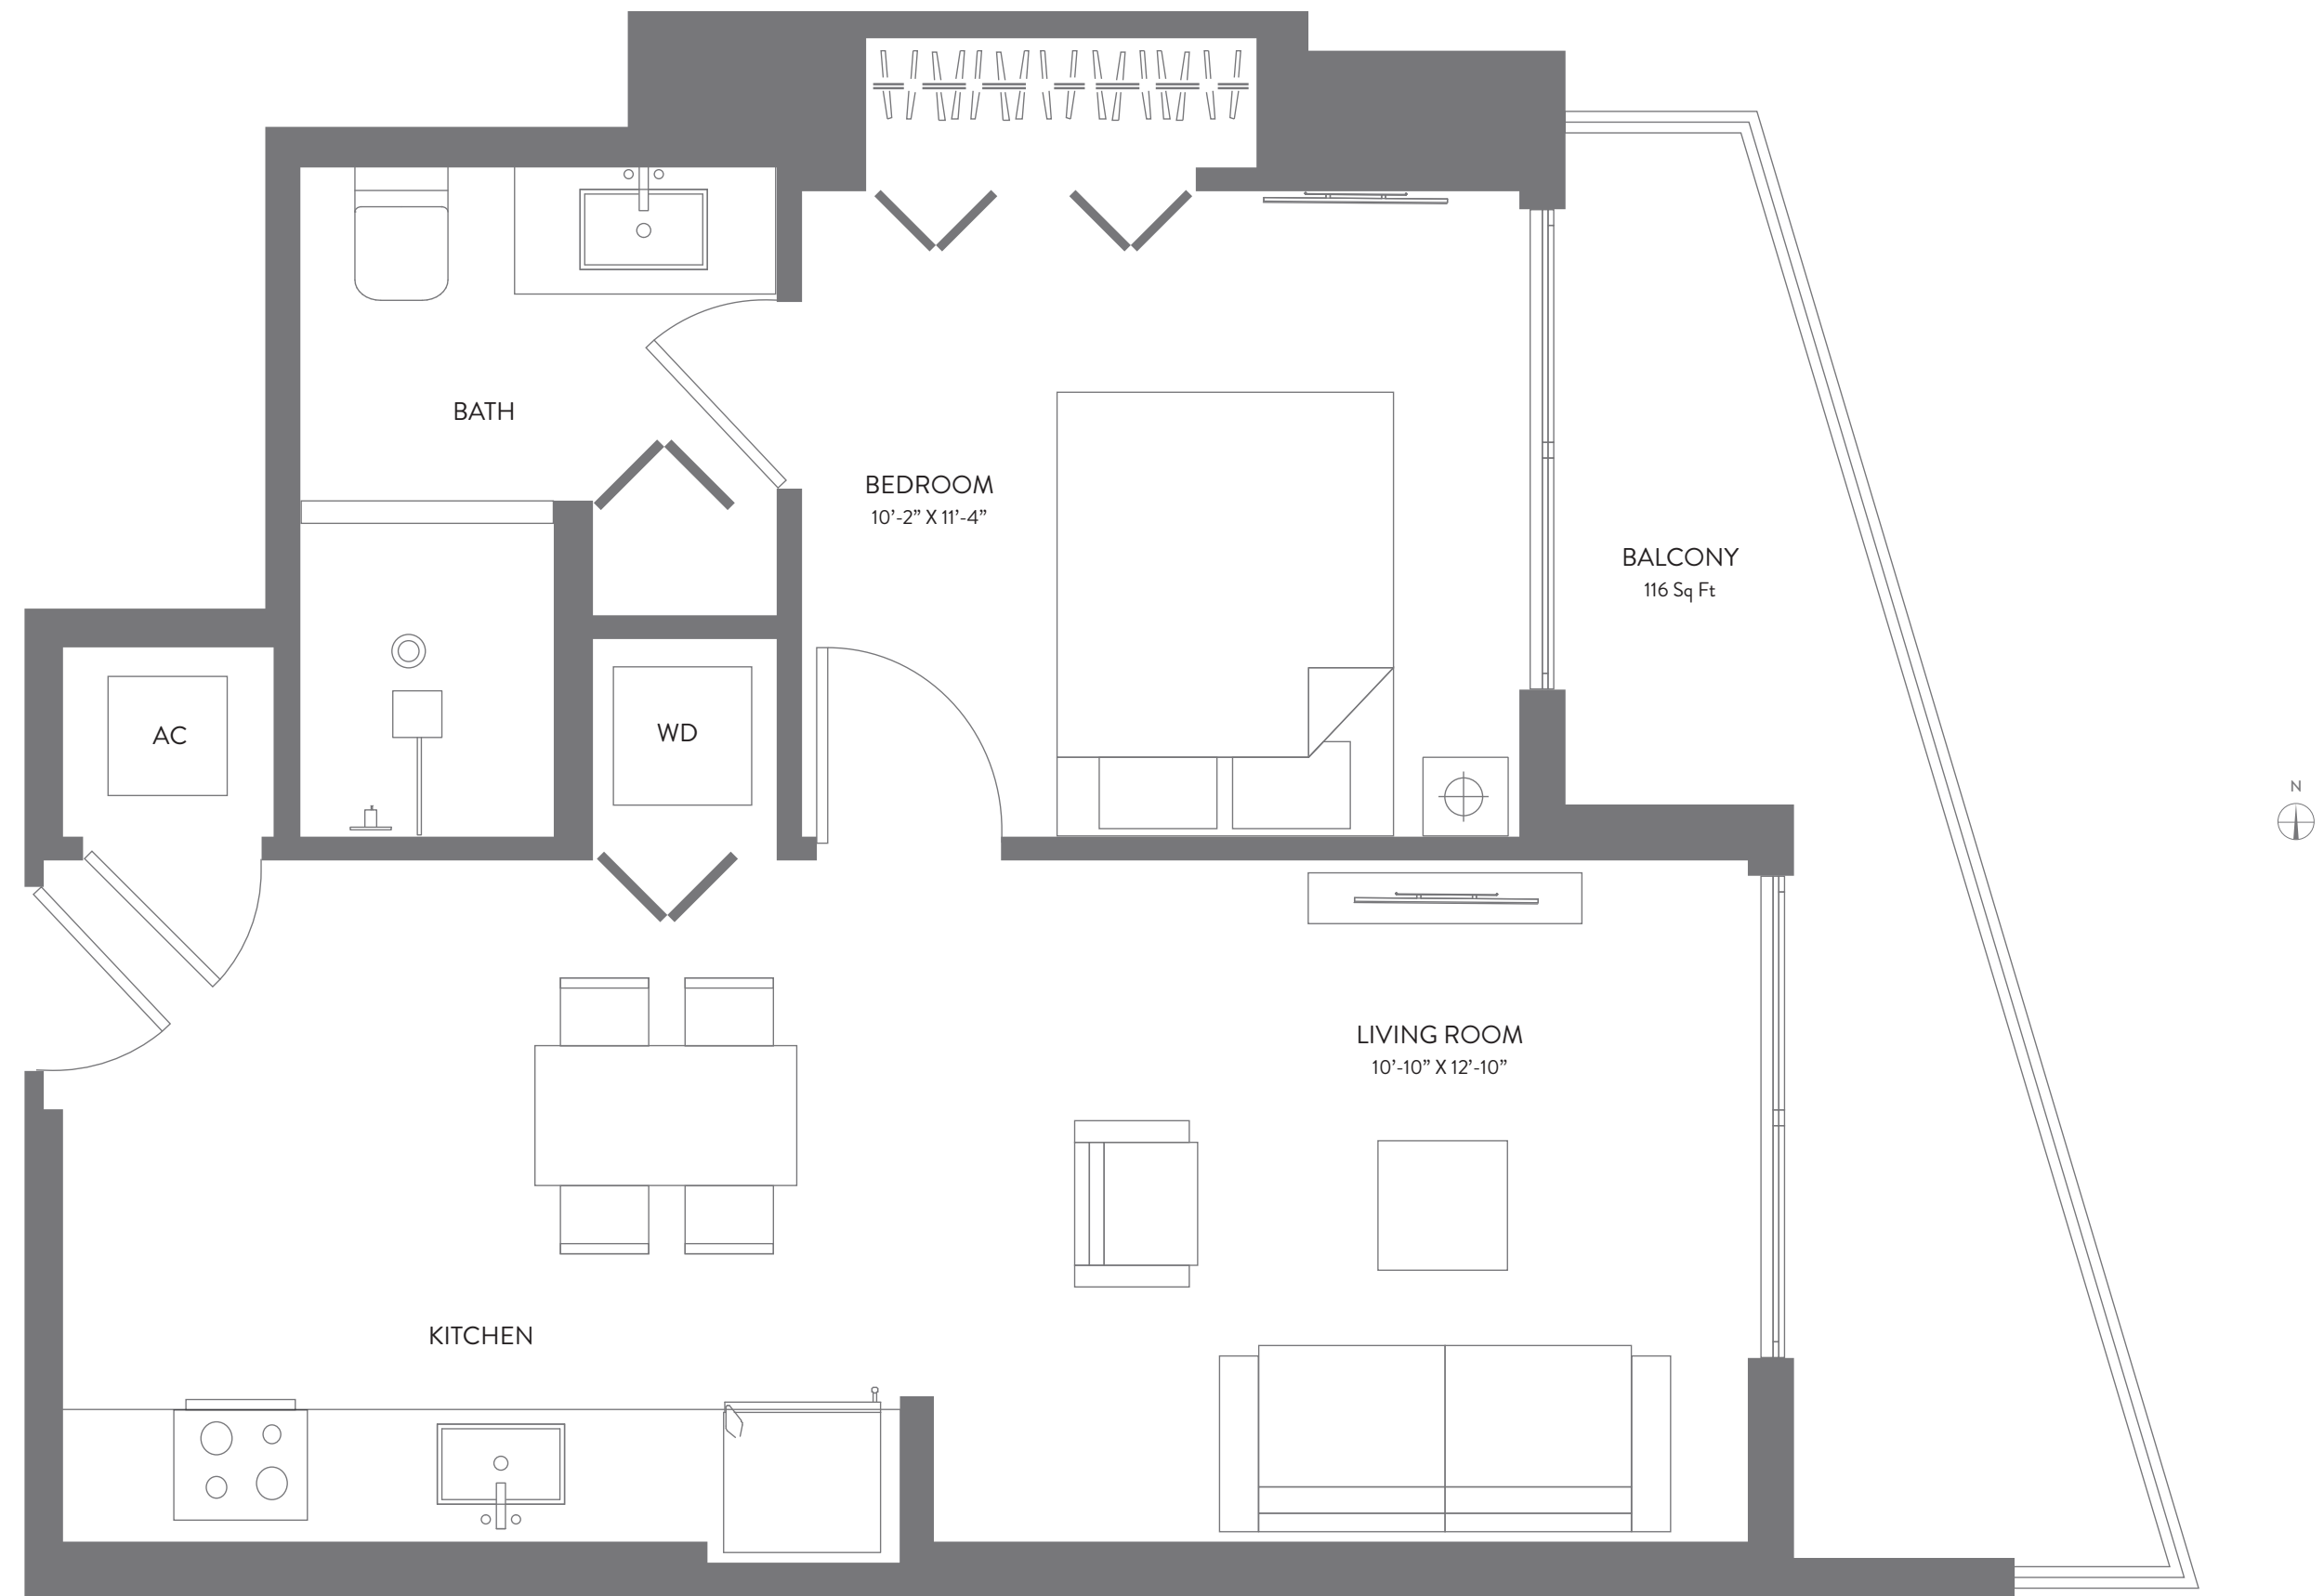 BATH
BEDROOM
10’-2” X 11’-4”
BALCONY
116 Sq Ft
AC
WD
N
LIVING ROOM
10’-10” X 12’-10”
KITCHEN